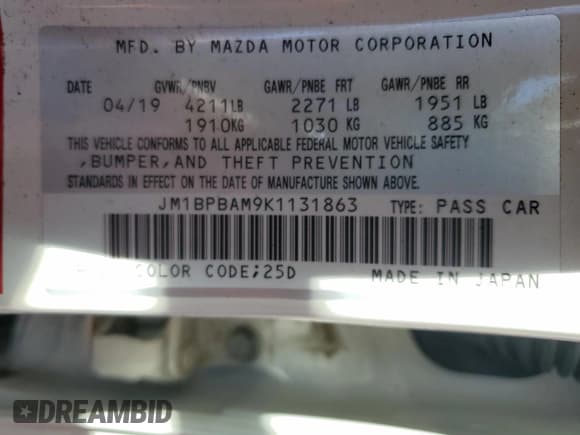 MFD. BY MAZDA MOTOR CORPORATION
DATE GVWR/PNBV GAWR/PNBE FRT GAWR/PNBE RR
04/19 4211LB 2271 LB 1951 LB
1910KG 1030 KG 885 KG
THIS VEHICLE CONFORMS TO ALL APPLICABLE FEDERAL MOTOR VEHICLE SAFETY
,BUMPER,AND THEFT PREVENTION
STANDARDS IN EFFECT ON THE DATE OF MANUFACTURE SHOWN ABOVE.
JM1BPBAM9K1131863 TYPE: PASS CAR
COLOR CODE;25D MADE IN JAPAN
DREAMBID